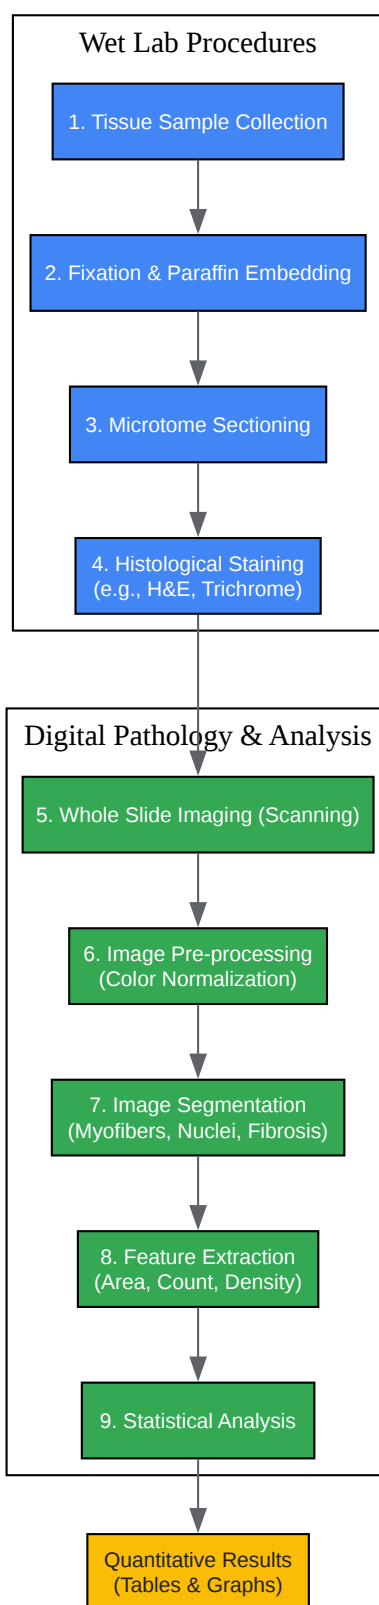 Wet Lab Procedures
1. Tissue Sample Collection
2. Fixation & Paraffin Embedding
3. Microtome Sectioning
4. Histological Staining
(e.g., H&E, Trichrome)
Digital Pathology & Analysis
5. Whole Slide Imaging (Scanning)
6. Image Pre-processing
(Color Normalization)
7. Image Segmentation
(Myofibers, Nuclei, Fibrosis)
8. Feature Extraction
(Area, Count, Density)
9. Statistical Analysis
Quantitative Results
(Tables & Graphs)